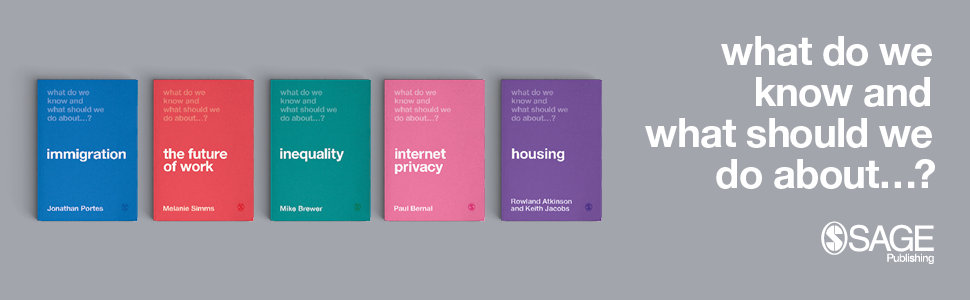 what do we
know and
what should we
do about...?
immigration
Jonathan Portes
what do we
know and
what should we
do about...?
the future
of work
Melanie Simms
what do we
know and
what should we
do about...?
inequality
Mike Brewer
what do we
know and
what should we
do about...?
internet
privacy
Paul Bernal
what do we
know and
what should we
do about...?
housing
Rowland Atkinson
and Keith Jacobs
what do we
know and
what should we
do about...?
SAGE
Publishing